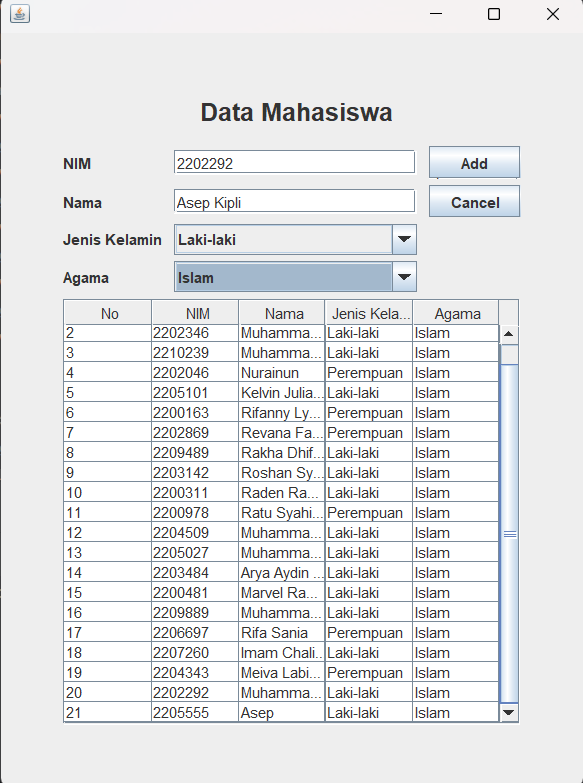 Data Mahasiswa
NIM 2202292 Add
Nama Asep Kipli Cancel
Jenis Kelamin Laki-laki
Agama Islam
No NIM Nama Jenis Kela... Agama
2 2202346 Muhamma... Laki-laki Islam
3 2210239 Muhamma... Laki-laki Islam
4 2202046 Nurainun Perempuan Islam
5 2205101 Kelvin Julia... Laki-laki Islam
6 2200163 Rifanny Ly... Perempuan Islam
7 2202869 Revana Fa... Perempuan Islam
8 2209489 Rakha Dhif... Laki-laki Islam
9 2203142 Roshan Sy... Laki-laki Islam
10 2200311 Raden Ra... Laki-laki Islam
11 2200978 Ratu Syahi... Perempuan Islam
12 2204509 Muhamma... Laki-laki Islam
13 2205027 Muhamma... Laki-laki Islam
14 2203484 Arya Aydin ... Laki-laki Islam
15 2200481 Marvel Ra... Laki-laki Islam
16 2209889 Muhamma... Laki-laki Islam
17 2206697 Rifa Sania Perempuan Islam
18 2207260 Imam Chali... Laki-laki Islam
19 2204343 Meiva Labi... Perempuan Islam
20 2202292 Muhamma... Laki-laki Islam
21 2205555 Asep Laki-laki Islam